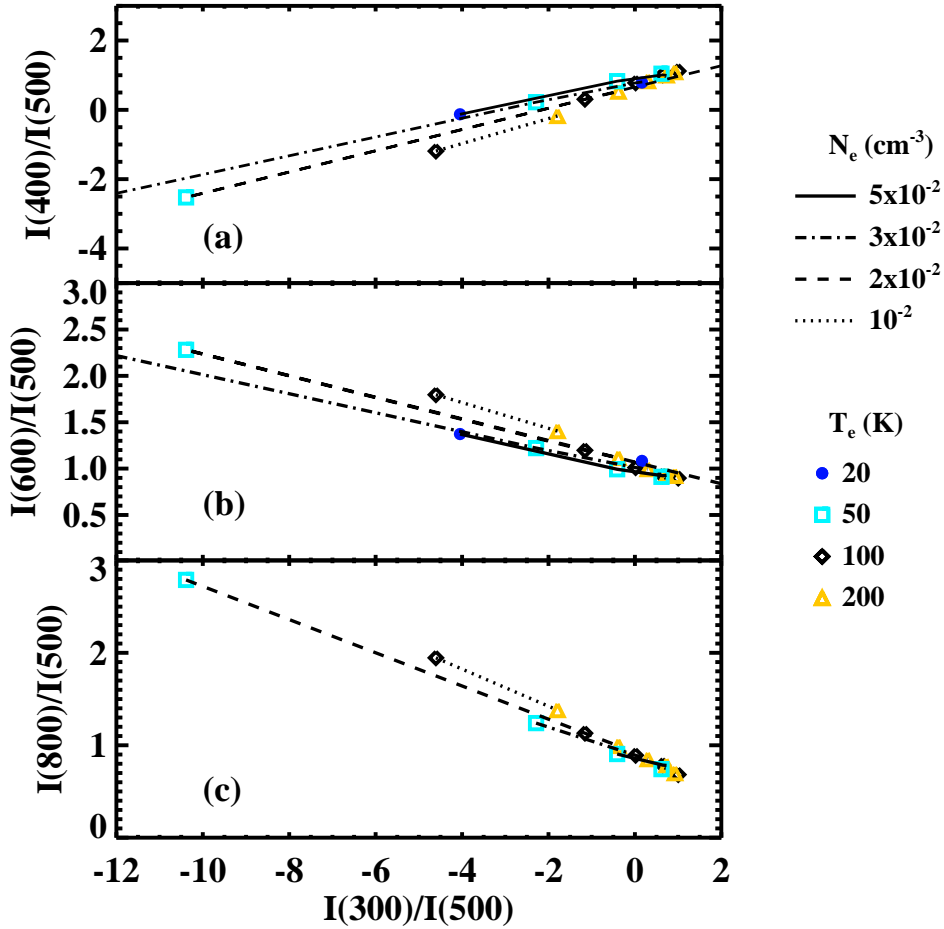 2
0
-2
-4
I(400)/I(500)
(a)
3.0
2.5
2.0
1.5
1.0
0.5
I(600)/I(500)
(b)
3
2
1
0
I(800)/I(500)
(c)
-12 -10 -8 -6 -4 -2 0 2
I(300)/I(500)
N_e (cm^-3)
5x10^-2
3x10^-2
2x10^-2
10^-2
T_e (K)
20
50
100
200